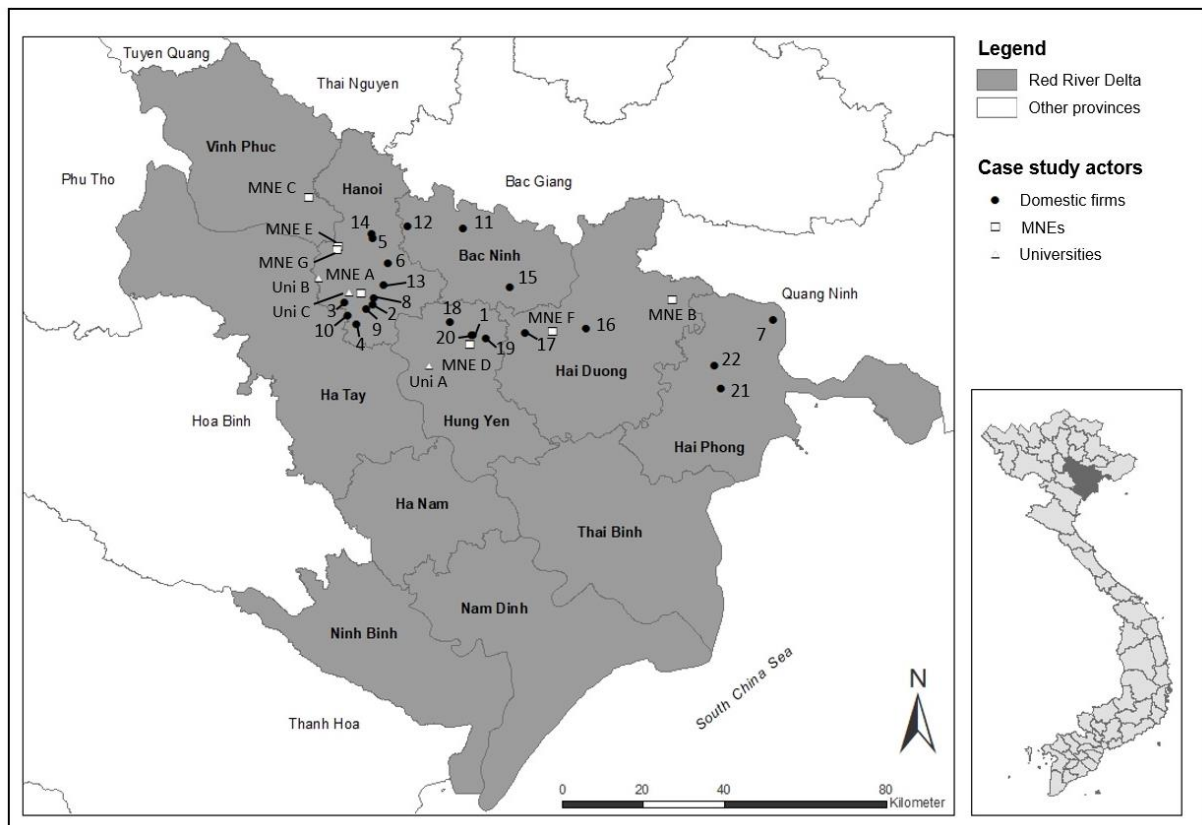 Tuyen Quang
Thai Nguyen
Vinh Phuc
Phu Tho
MNE C
Hanoi
Bac Giang
MNE E
14
5
12
11
MNE G
Bac Ninh
6
Uni B
MNE A
13
15
Quang Ninh
Uni C
8
MNE B
3
2
18
1
MNE F
16
7
10
9
20
19
17
4
MNE D
22
Uni A
Hai Duong
21
Ha Tay
Hoa Binh
Hung Yen
Hai Phong
Ha Nam
Thai Binh
Nam Dinh
Ninh Binh
South China Sea
Thanh Hoa
N
0 20 40 80
Kilometer
Legend
Red River Delta
Other provinces
Case study actors
Domestic firms
MNEs
Universities